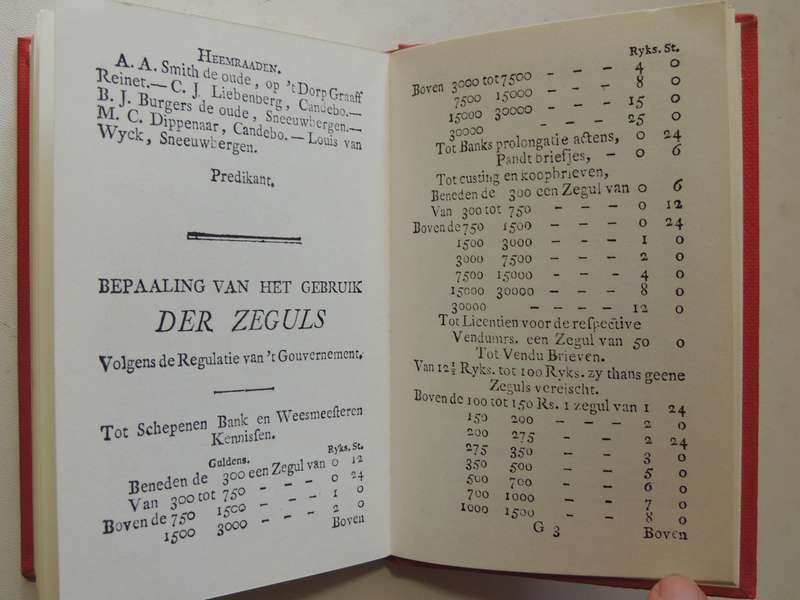 HEEMRAADEN.
A. A. Smith de oude, op 't Dorp Graaff
Reinet.— C. J. Liebenberg, Candebo.—
B. J. Burgers de oude, Sneeuwbergen.—
M. C. Dippenaar, Candebo.— Louis van
Wyck, Sneeuwbergen.
Predikant.
BEPAALING VAN HET GEBRUIK
DER ZEGULS
Volgens de Regulatie van 't Gouvernement.
Tot Schepenen Bank en Weesmeesteren
Kennissen.
Guldens. Ryks. St.
Beneden de 300 een Zegul van 0 12
Van 300 tot 750 — — — 0 24
Boven de 750 1500 — — — 1 0
1500 3000 — — — 2 0
Boven
Ryks. St.
Boven 3000 tot 7500 — — — 4 0
7500 15000 — — — 8 0
15000 30000 — — — 15 0
30000 — — — 25 0
Tot Banks prolongatie actens, 0 24
Pandt briefjes, — 0 6
Tot custing en koopbrieven,
Beneden de 300 een Zegul van 0 6
Van 300 tot 750 — — — 0 12
Boven de 750 1500 — — — 0 24
1500 3000 — — — 1 0
3000 7500 — — — 2 0
7500 15000 — — — 4 0
15000 30000 — — — 8 0
30000 — — — — 12 0
Tot Licentien voor de respective
Vendumrs. een Zegul van 50 0
Tot Vendu Brieven.
Van 12½ Ryks. tot 100 Ryks. zy thans geene
Zeguls vereischt.
Boven de 100 tot 150 Rs. 1 zegul van 1 24
150 200 — — — 2 0
200 275 — — 2 24
275 350 — — 3 0
350 500 — — 5 0
500 700 — — 6 0
700 1000 — — 7 0
1000 1500 — — 8 0
G 3 Boven